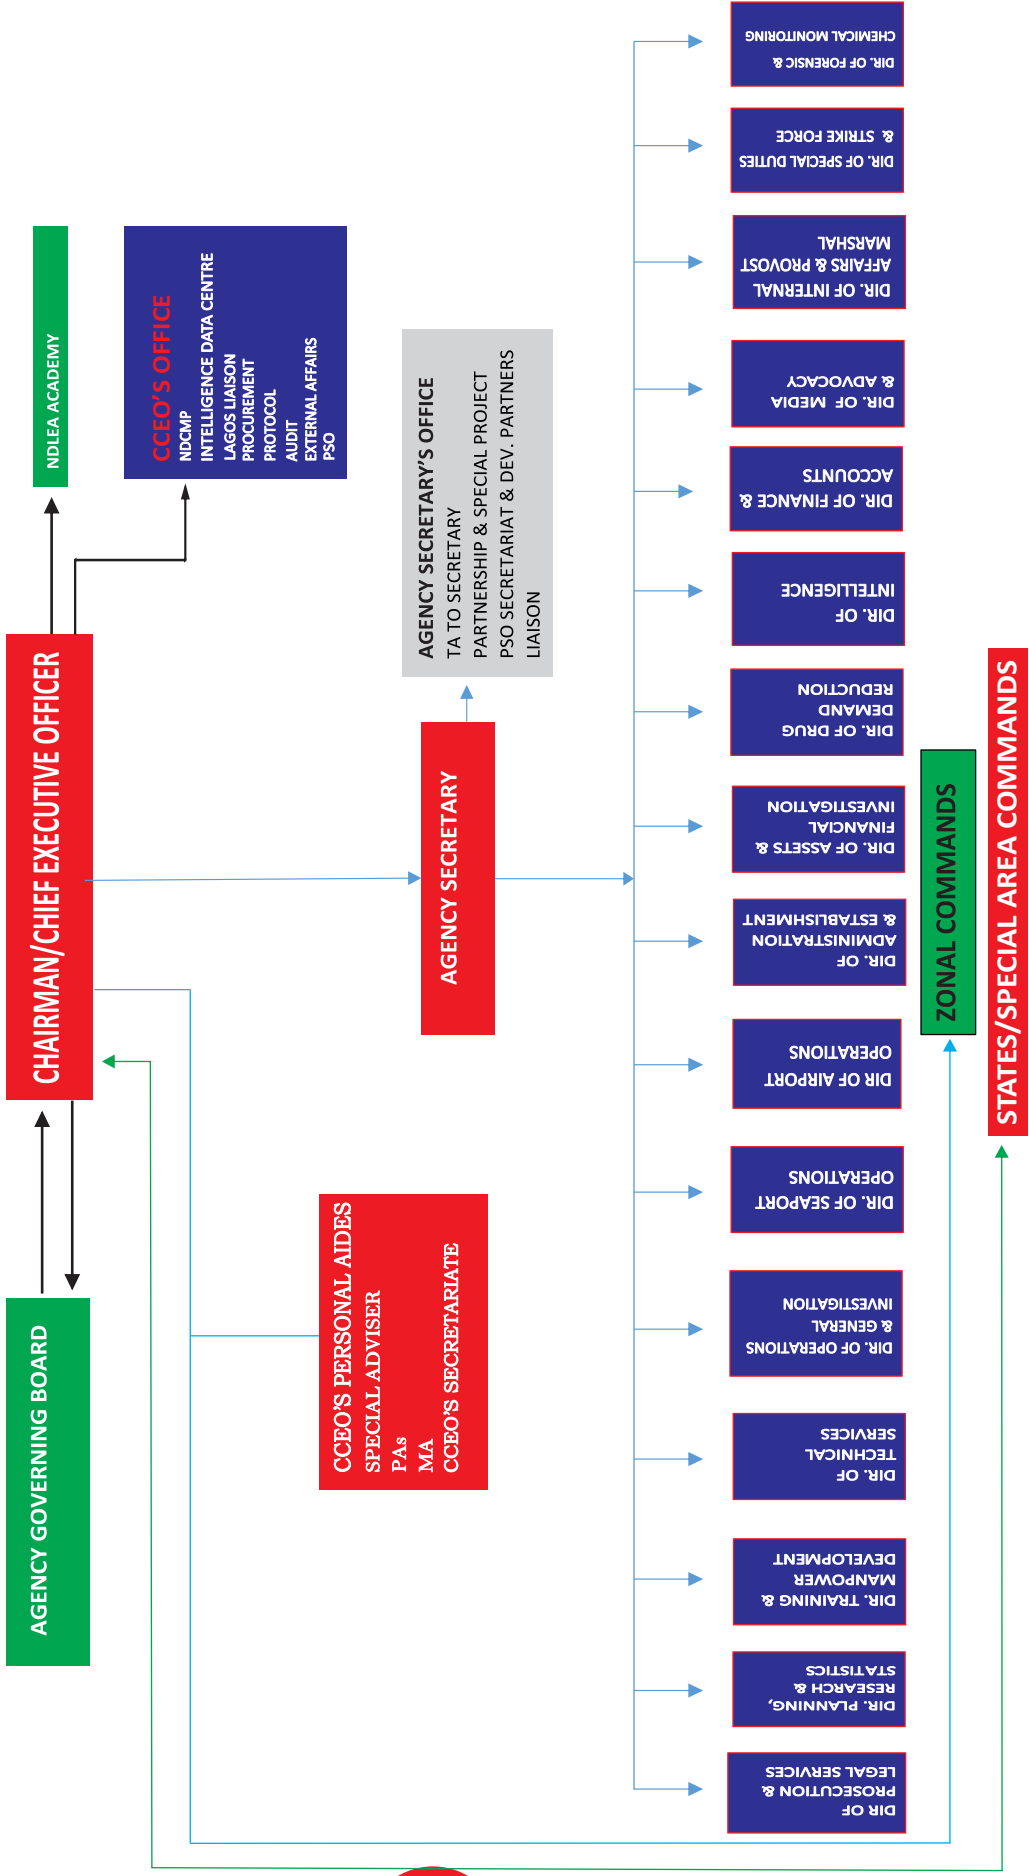 AGENCY GOVERNING BOARD
CHAIRMAN/CHIEF EXECUTIVE OFFICER
NDLEA ACADEMY
CCEO'S OFFICE
NDCMP
INTELLIGENCE DATA CENTRE
LAGOS LIAISON
PROCUREMENT
PROTOCOL
AUDIT
EXTERNAL AFFAIRS
PSO
CCEO'S PERSONAL AIDES
SPECIAL ADVISER
PAs
MA
CCEO'S SECRETARIATE
AGENCY SECRETARY
AGENCY SECRETARY'S OFFICE
TA TO SECRETARY
PARTNERSHIP & SPECIAL PROJECT
PSO SECRETARIAT & DEV. PARTNERS
LIAISON
DIR OF
PROSECUTION &
LEGAL SERVICES
DIR. PLANNING,
RESEARCH &
STATISTICS
DIR. TRAINING &
MANPOWER
DEVELOPMENT
DIR. OF
TECHNICAL
SERVICES
DIR. OF OPERATIONS
& GENERAL
INVESTIGATION
DIR. OF SEAPORT
OPERATIONS
DIR OF AIRPORT
OPERATIONS
DIR. OF
ADMINISTRATION
& ESTABLISHMENT
DIR. OF ASSETS &
FINANCIAL
INVESTIGATION
DIR. OF DRUG
DEMAND
REDUCTION
DIR. OF
INTELLIGENCE
DIR. OF FINANCE &
ACCOUNTS
DIR. OF MEDIA
& ADVOCACY
DIR. OF INTERNAL
AFFAIRS & PROVOST
MARSHAL
DIR. OF SPECIAL DUTIES
& STRIKE FORCE
DIR. OF FORENSIC &
CHEMICAL MONITORING
ZONAL COMMANDS
STATES/SPECIAL AREA COMMANDS